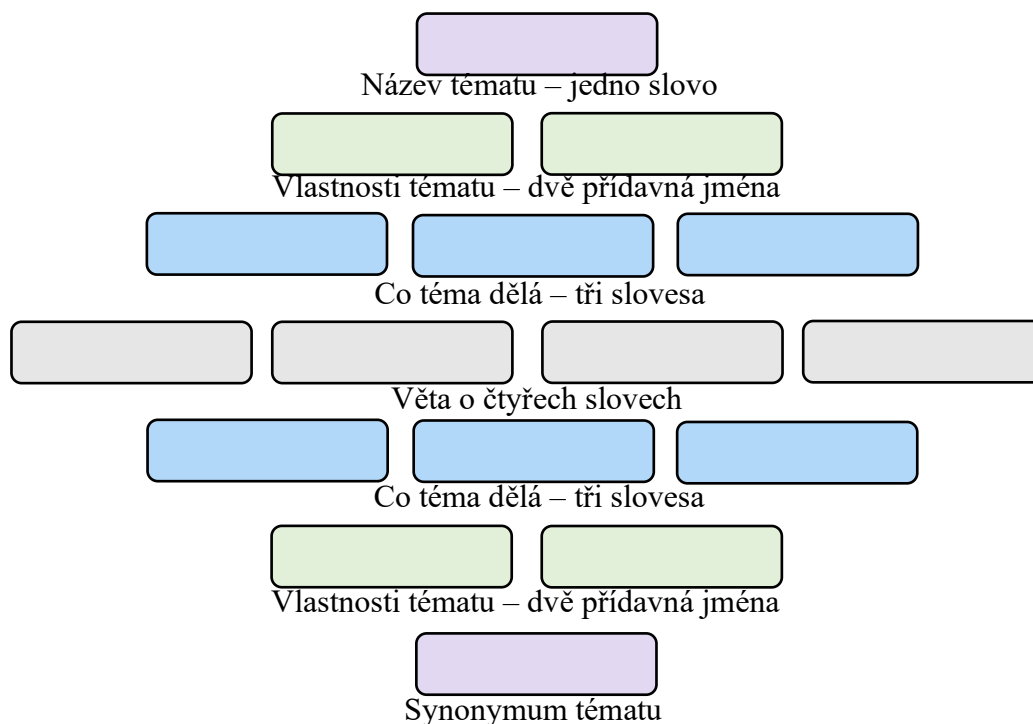 Název tématu – jedno slovo
Vlastnosti tématu – dvě přídavná jména
Co téma dělá – tři slovesa
Věta o čtyřech slovech
Co téma dělá – tři slovesa
Vlastnosti tématu – dvě přídavná jména
Synonymum tématu